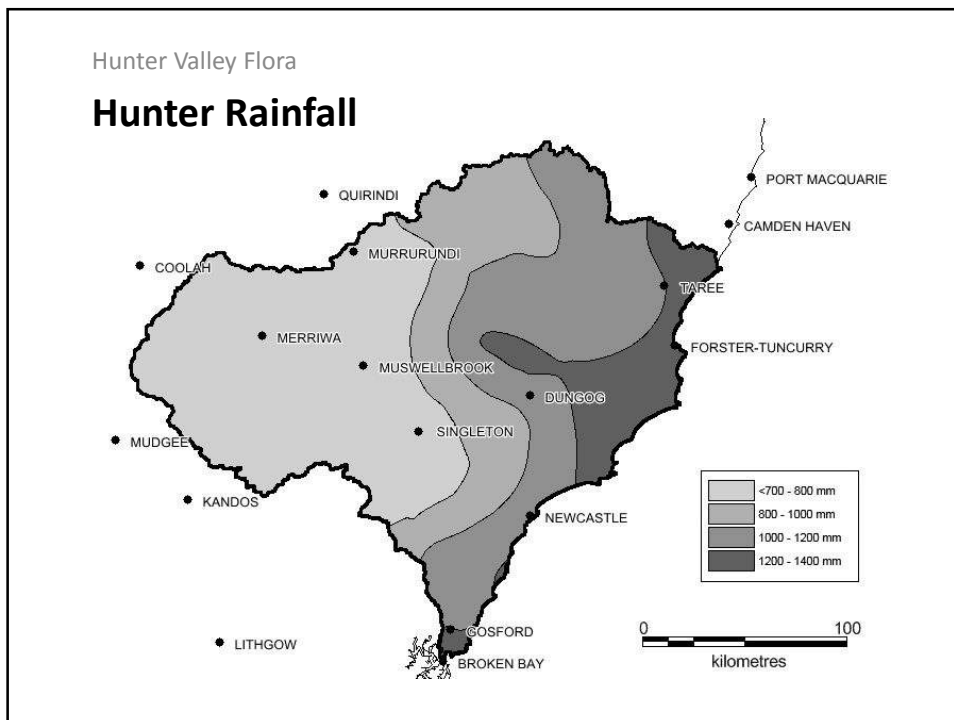 Hunter Valley Flora
Hunter Rainfall
PORT MACQUARIE
QUIRINDI
CAMDEN HAVEN
MURRURUNDI
COOLAH
TAREE
MERRIWA
FORSTER-TUNCURRY
MUSWELLBROOK
DUNGOG
SINGLETON
MUDGEE
KANDOS
NEWCASTLE
<700 - 800 mm
800 - 1000 mm
1000 - 1200 mm
1200 - 1400 mm
GOSFORD
LITHGOW
BROKEN BAY
0 100
kilometres